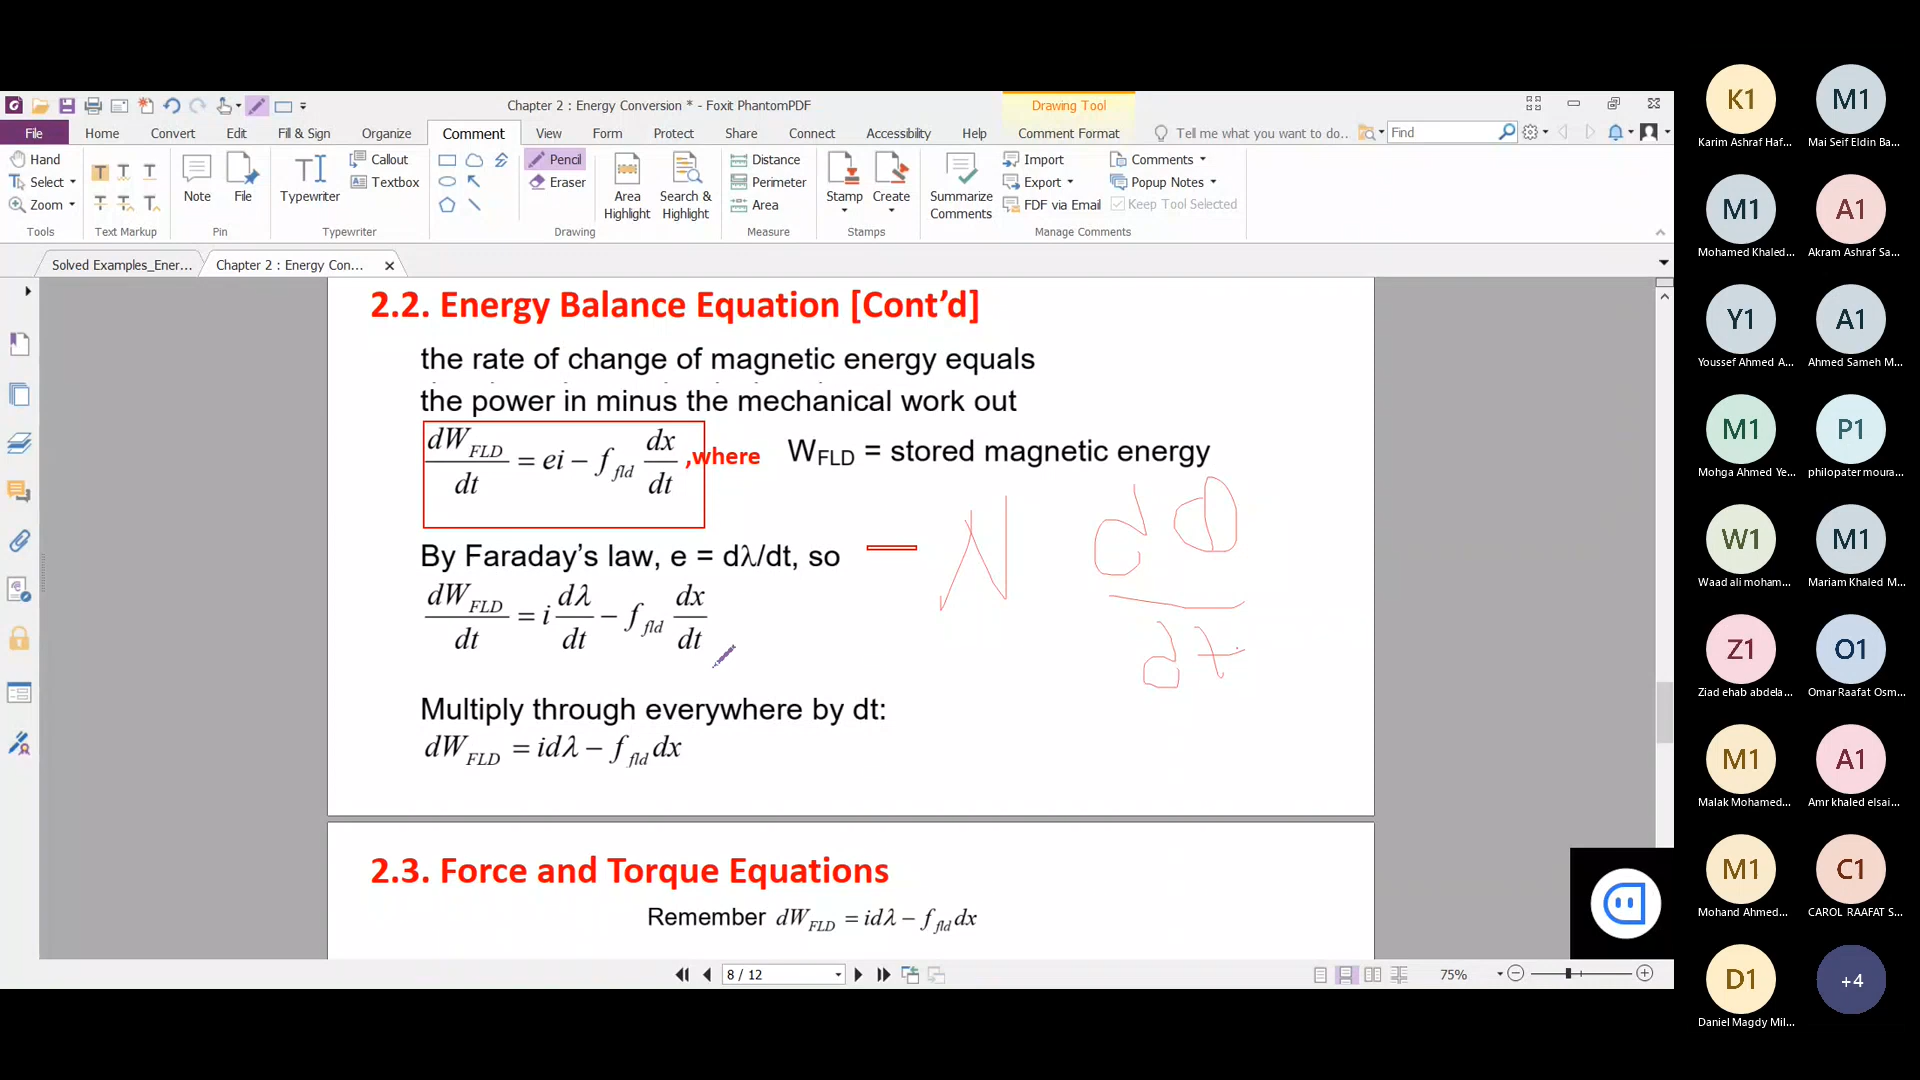 Chapter 2 : Energy Conversion * - Foxit PhantomPDF
Drawing Tool
File Home Convert Edit Fill & Sign Organize Comment View Form Protect Share Connect Accessibility Help Comment Format Tell me what you want to do.. Find
Hand
Select
Zoom
Tools
T T T
T T T
Text Markup
Note
File
Pin
Typewriter
Callout
Textbox
Typewriter
Pencil
Eraser
Area Highlight
Search & Highlight
Drawing
Distance
Perimeter
Area
Measure
Stamp
Create
Stamps
Summarize Comments
Import
Export
FDF via Email
Comments
Popup Notes
Keep Tool Selected
Manage Comments
Solved Examples_Ener...
Chapter 2 : Energy Con...
2.2. Energy Balance Equation [Cont’d]
the rate of change of magnetic energy equals
the power in minus the mechanical work out
dW_FLD/dt = ei − f_fld dx/dt ,where W_FLD = stored magnetic energy
By Faraday’s law, e = dλ/dt, so
N dΦ/dt
dW_FLD/dt = i dλ/dt − f_fld dx/dt
Multiply through everywhere by dt:
dW_FLD = idλ − f_fld dx
2.3. Force and Torque Equations
Remember dW_FLD = idλ − f_fld dx
8 / 12
75%
K1 M1
Karim Ashraf Haf... Mai Seif Eldin Ba...
M1 A1
Mohamed Khaled... Akram Ashraf Sa...
Y1 A1
Youssef Ahmed A... Ahmed Sameh M...
M1 P1
Mohga Ahmed Ye... philopater moura...
W1 M1
Waad ali moham... Mariam Khaled M...
Z1 O1
Ziad ehab abdela... Omar Raafat Osm...
M1 A1
Malak Mohamed... Amr khaled elsai...
M1 C1
Mohand Ahmed... CAROL RAAFAT S...
D1 +4
Daniel Magdy Mil...